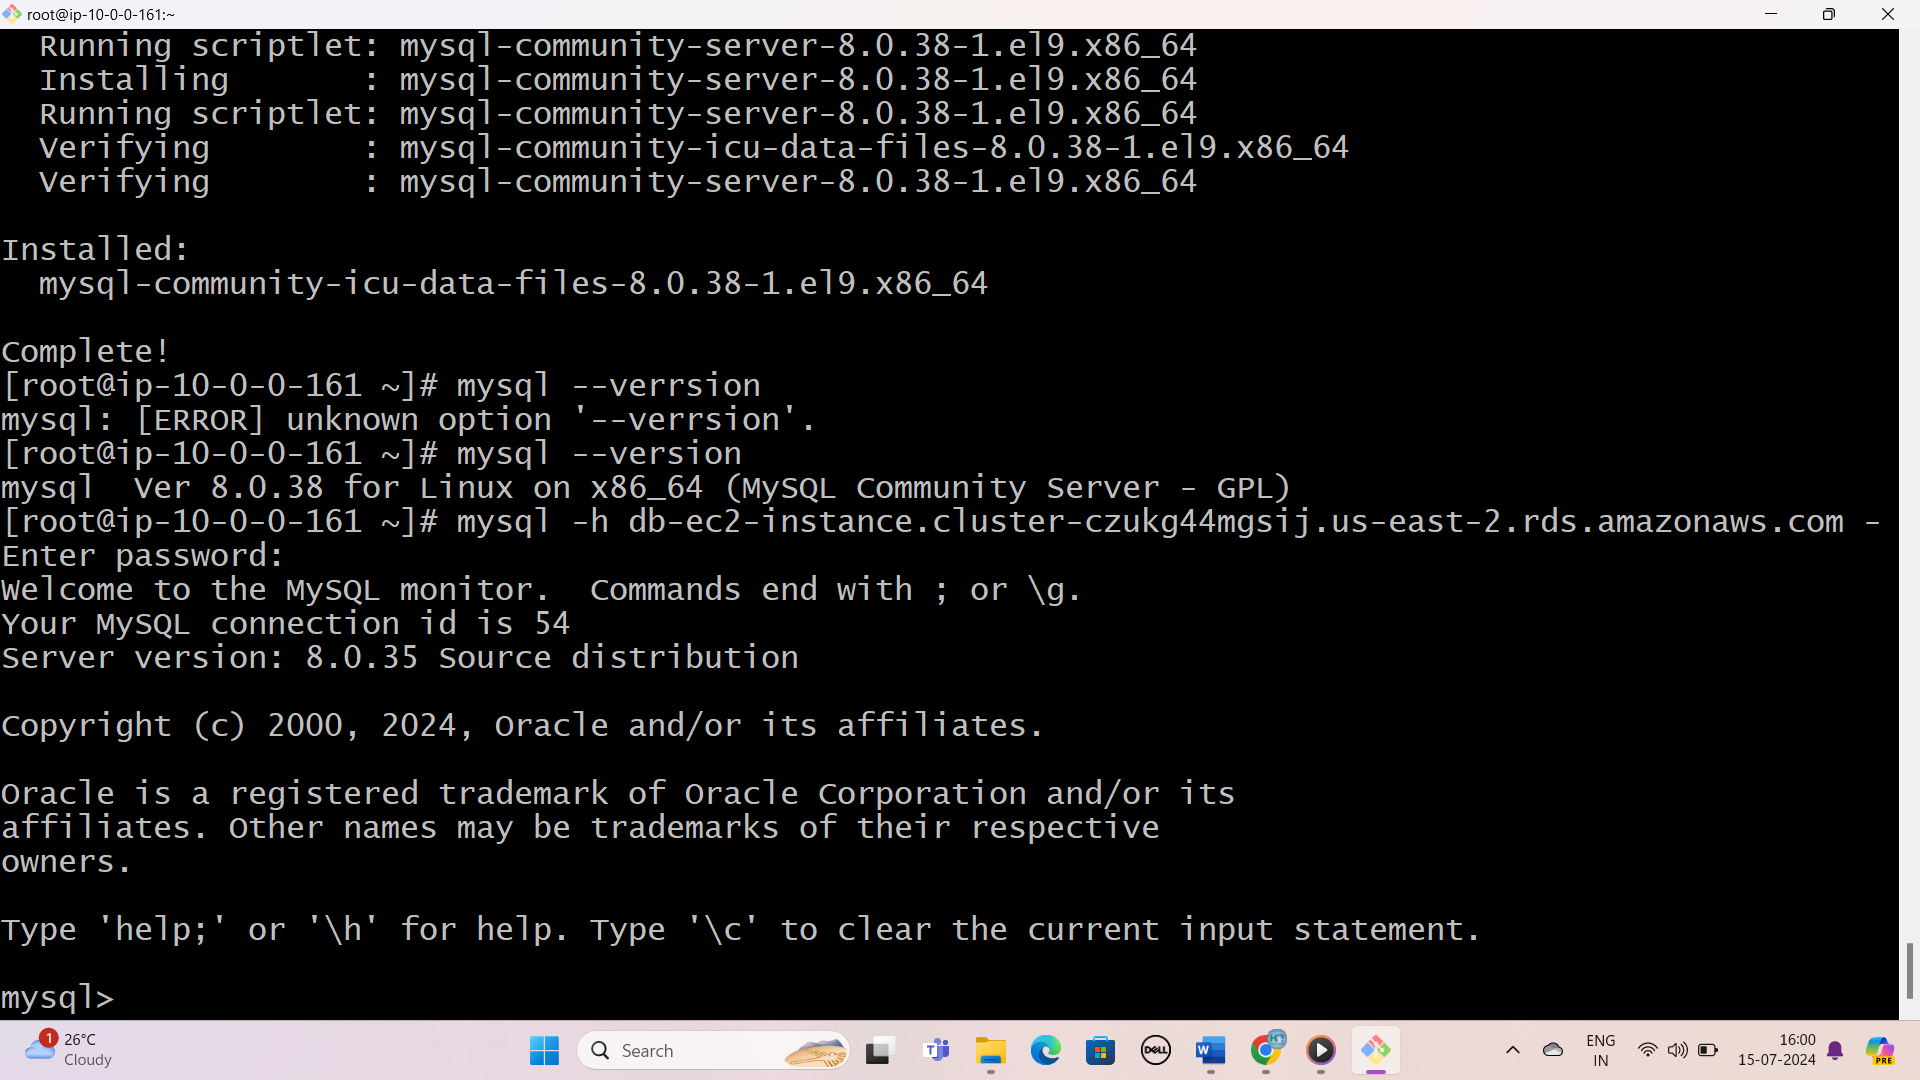 root@ip-10-0-0-161:~
Running scriptlet: mysql-community-server-8.0.38-1.el9.x86_64
Installing : mysql-community-server-8.0.38-1.el9.x86_64
Running scriptlet: mysql-community-server-8.0.38-1.el9.x86_64
Verifying : mysql-community-icu-data-files-8.0.38-1.el9.x86_64
Verifying : mysql-community-server-8.0.38-1.el9.x86_64
Installed:
mysql-community-icu-data-files-8.0.38-1.el9.x86_64
Complete!
[root@ip-10-0-0-161 ~]# mysql --verrsion
mysql: [ERROR] unknown option '--verrsion'.
[root@ip-10-0-0-161 ~]# mysql --version
mysql  Ver 8.0.38 for Linux on x86_64 (MySQL Community Server - GPL)
[root@ip-10-0-0-161 ~]# mysql -h db-ec2-instance.cluster-czukg44mgsij.us-east-2.rds.amazonaws.com -
Enter password:
Welcome to the MySQL monitor.  Commands end with ; or \g.
Your MySQL connection id is 54
Server version: 8.0.35 Source distribution
Copyright (c) 2000, 2024, Oracle and/or its affiliates.
Oracle is a registered trademark of Oracle Corporation and/or its
affiliates. Other names may be trademarks of their respective
owners.
Type 'help;' or '\h' for help. Type '\c' to clear the current input statement.
mysql>
1
26°C
Cloudy
Search
DELL
W
ENG
IN
16:00
15-07-2024
PRE